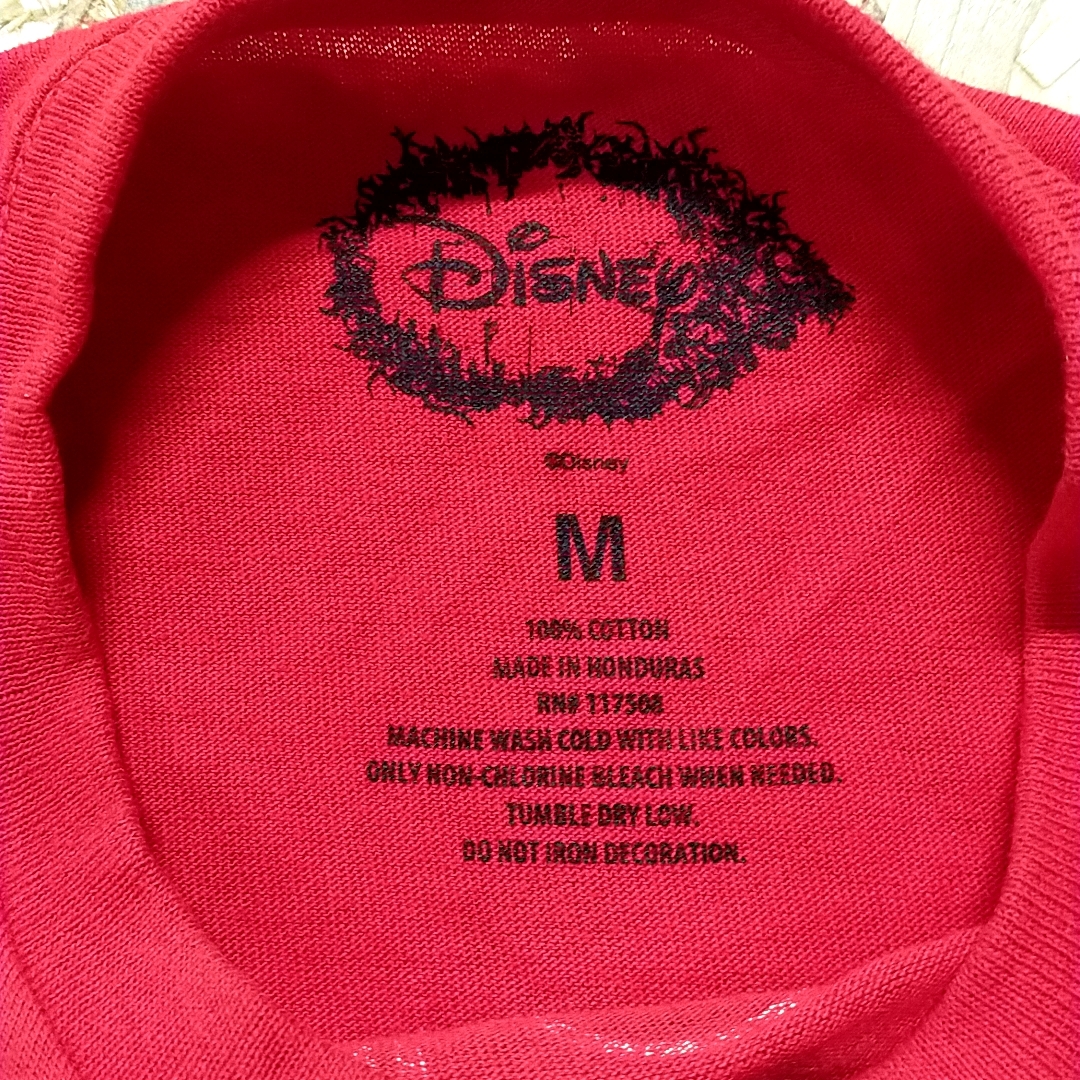 Disney
©Disney
M
100% COTTON
MADE IN HONDURAS
RN# 117508
MACHINE WASH COLD WITH LIKE COLORS.
ONLY NON-CHLORINE BLEACH WHEN NEEDED.
TUMBLE DRY LOW.
DO NOT IRON DECORATION.